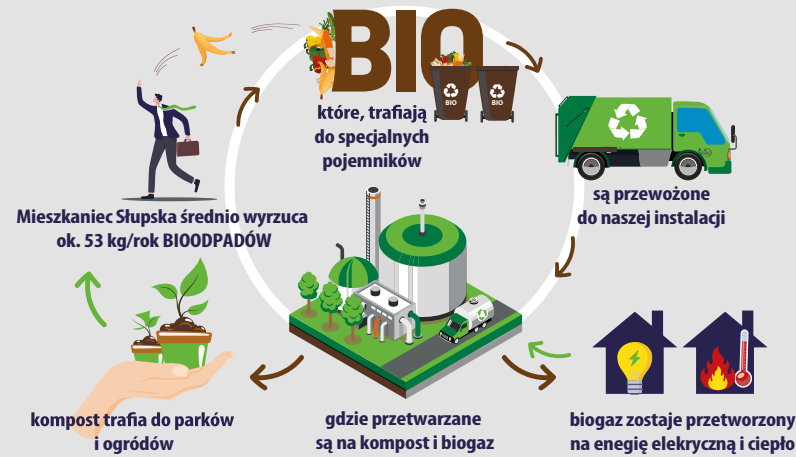 Mieszkaniec Słupska średnio wyrzuca
ok. 53 kg/rok BIOODPADÓW
BIO
BIO
BIO
które, trafiają
do specjalnych
pojemników
są przewożone
do naszej instalacji
gdzie przetwarzane
są na kompost i biogaz
biogaz zostaje przetworzony
na enegię elekryczną i ciepło
kompost trafia do parków
i ogródów